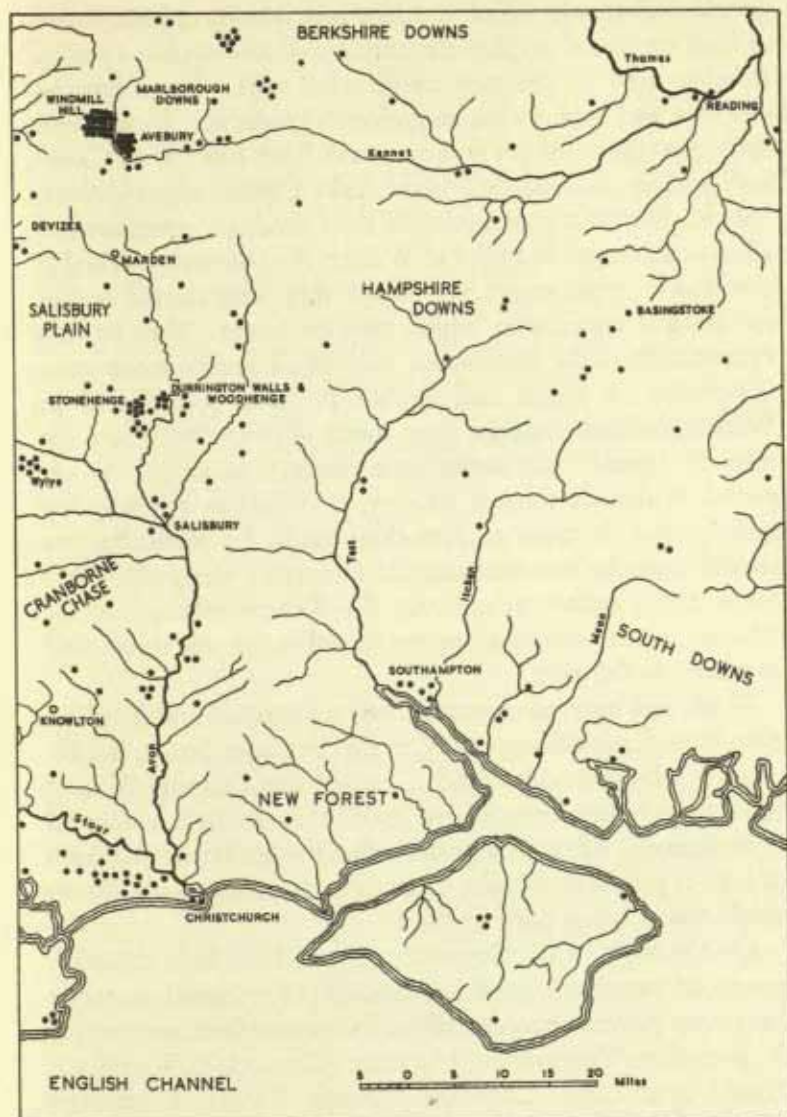 BERKSHIRE DOWNS
Thames
MARLBOROUGH
DOWNS
WINDMILL
HILL
READING
AVEBURY
Kennet
DEVIZES
MARDEN
HAMPSHIRE
DOWNS
SALISBURY
PLAIN
BASINGSTOKE
DURRINGTON WALLS &
WOODHENGE
STONEHENGE
Wylye
SALISBURY
Test
Itchen
CRANBORNE
CHASE
Meon
SOUTH DOWNS
SOUTHAMPTON
KNOWLTON
Avon
NEW FOREST
Stour
CHRISTCHURCH
ENGLISH CHANNEL
5 0 5 10 15 20
Miles